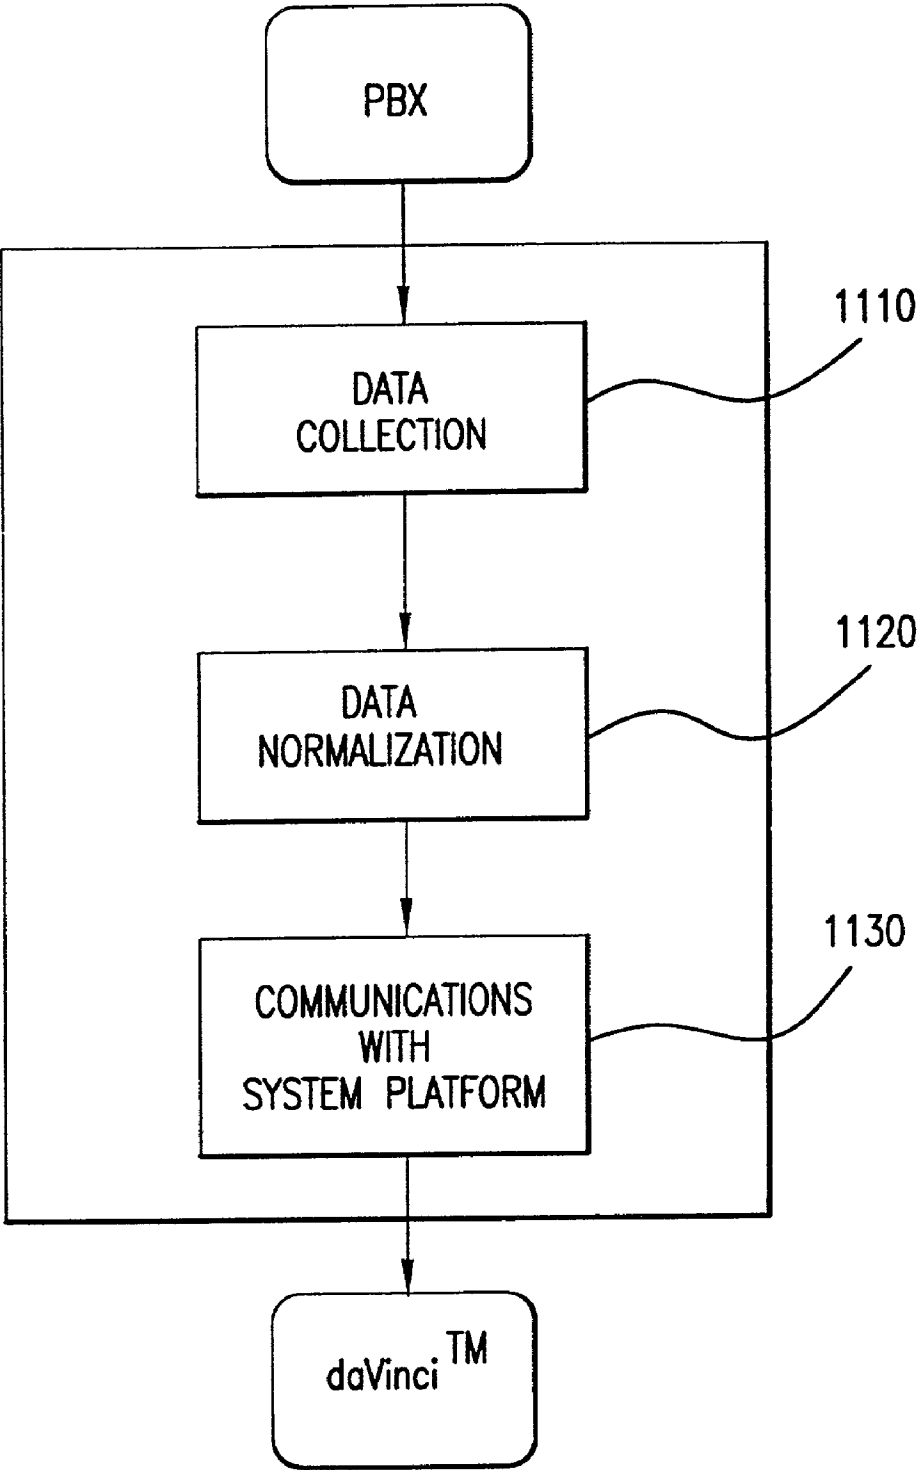 PBX
1110
DATA
COLLECTION
1120
DATA
NORMALIZATION
1130
COMMUNICATIONS
WITH
SYSTEM PLATFORM
daVinci™